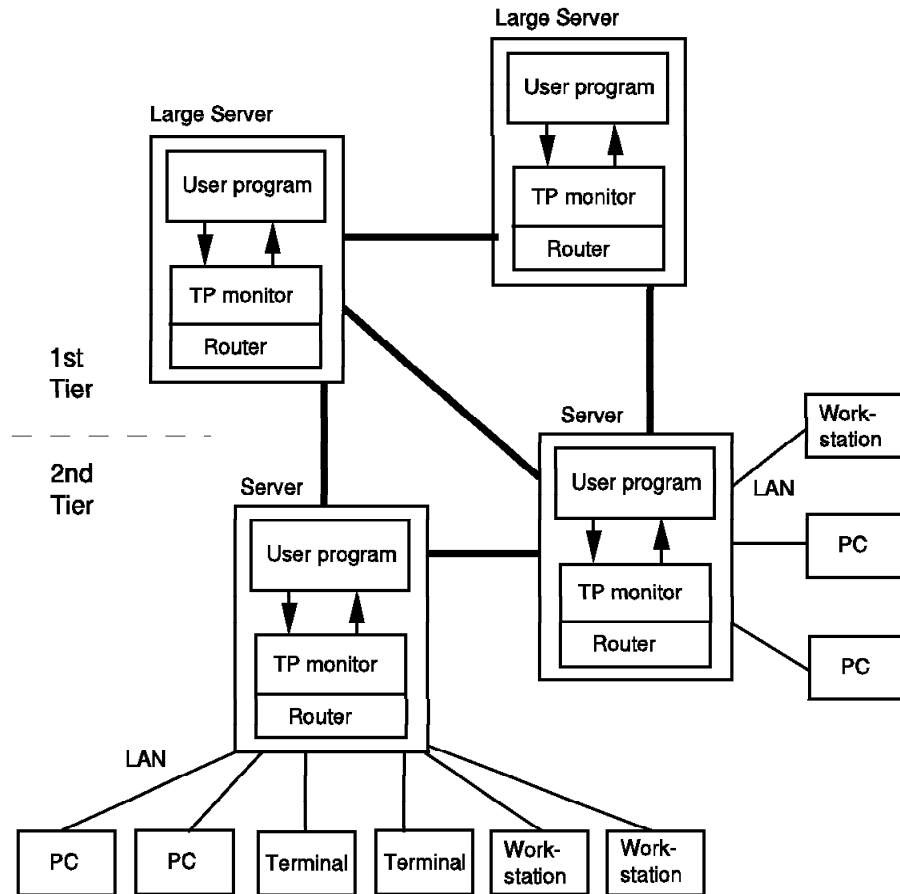 Large Server
User program
TP monitor
Router
Large Server
User program
TP monitor
Router
1st
Tier
2nd
Tier
Server
User program
TP monitor
Router
LAN
Work-
station
PC
PC
Server
User program
TP monitor
Router
LAN
PC
PC
Terminal
Terminal
Work-
station
Work-
station